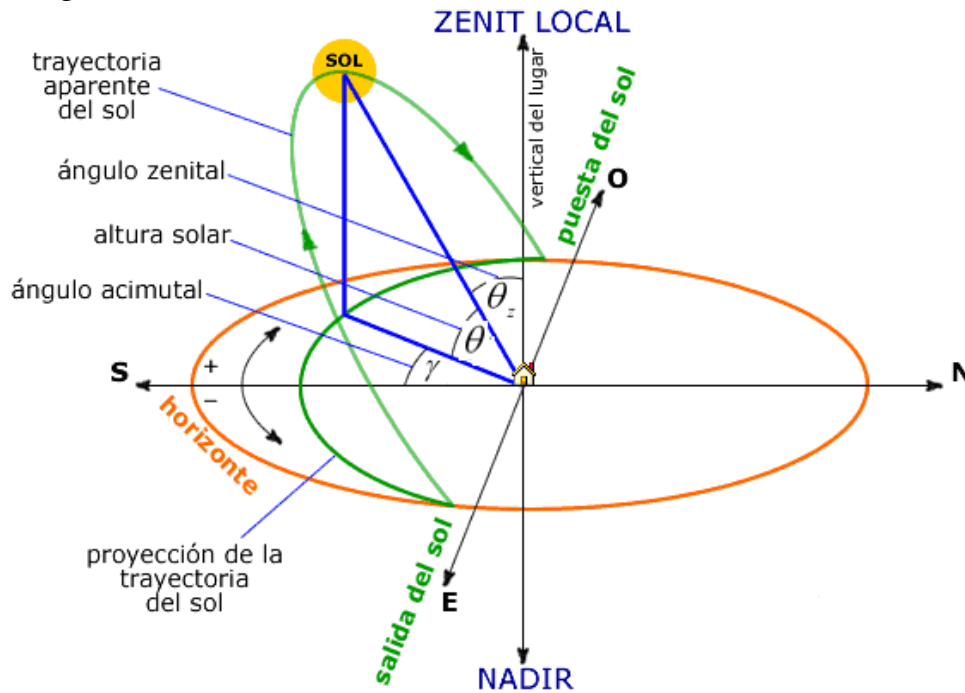 ZENIT LOCAL
trayectoria
aparente
del sol
SOL
vertical del lugar
puesta del sol
ángulo zenital
O
altura solar
ángulo acimutal
θz
θ
γ
S
+
−
N
horizonte
proyección de la
trayectoria
del sol
salida del sol
E
NADIR